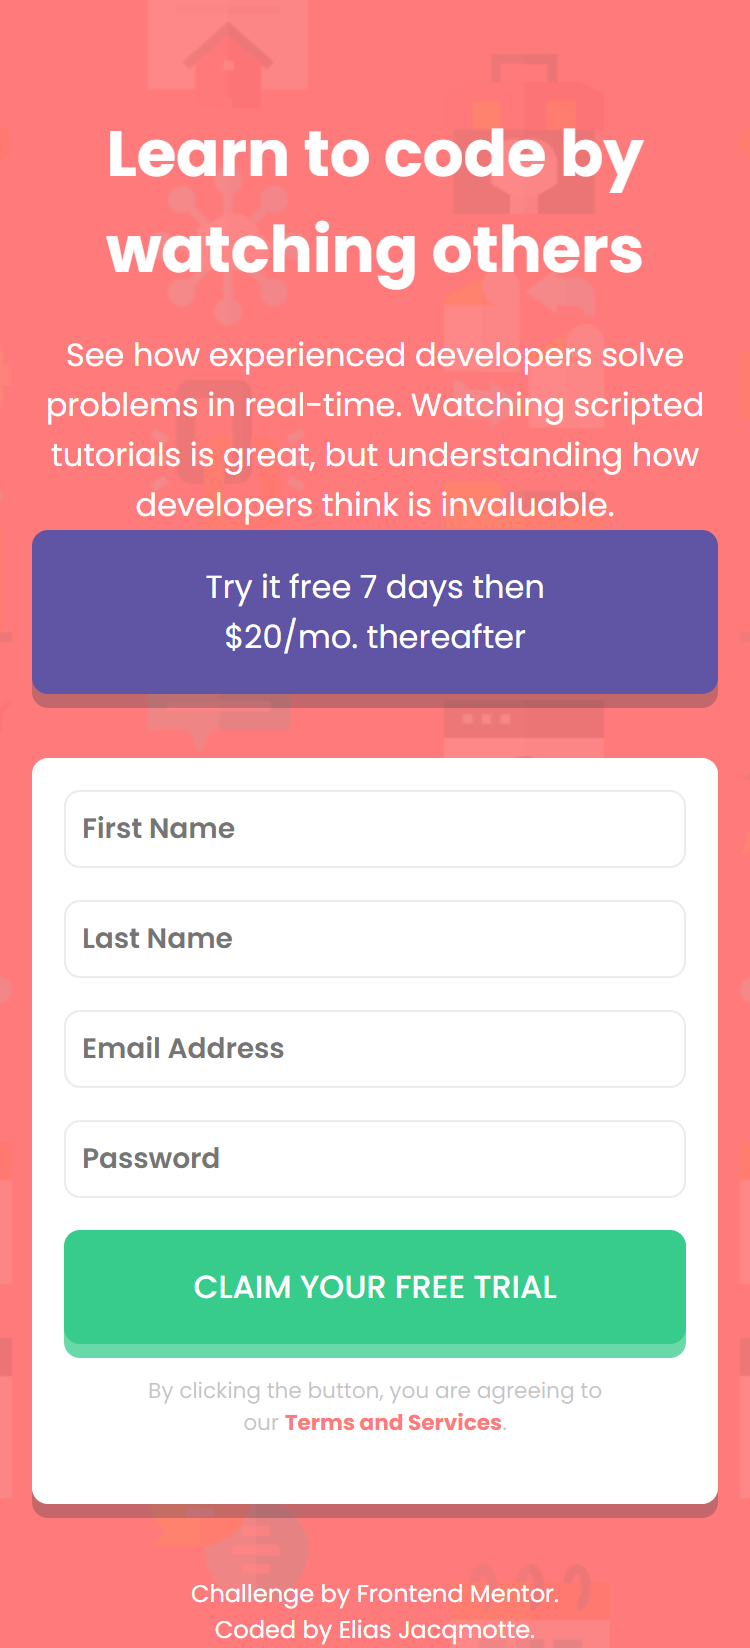 Learn to code by
watching others
See how experienced developers solve
problems in real-time. Watching scripted
tutorials is great, but understanding how
developers think is invaluable.
Try it free 7 days then
$20/mo. thereafter
First Name
Last Name
Email Address
Password
CLAIM YOUR FREE TRIAL
By clicking the button, you are agreeing to
our Terms and Services.
Challenge by Frontend Mentor.
Coded by Elias Jacqmotte.